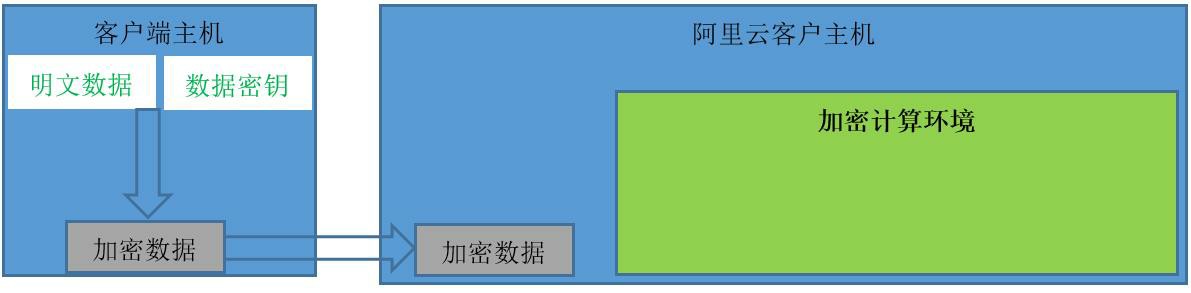 客户端主机
明文数据
数据密钥
加密数据
阿里云客户主机
加密计算环境
加密数据